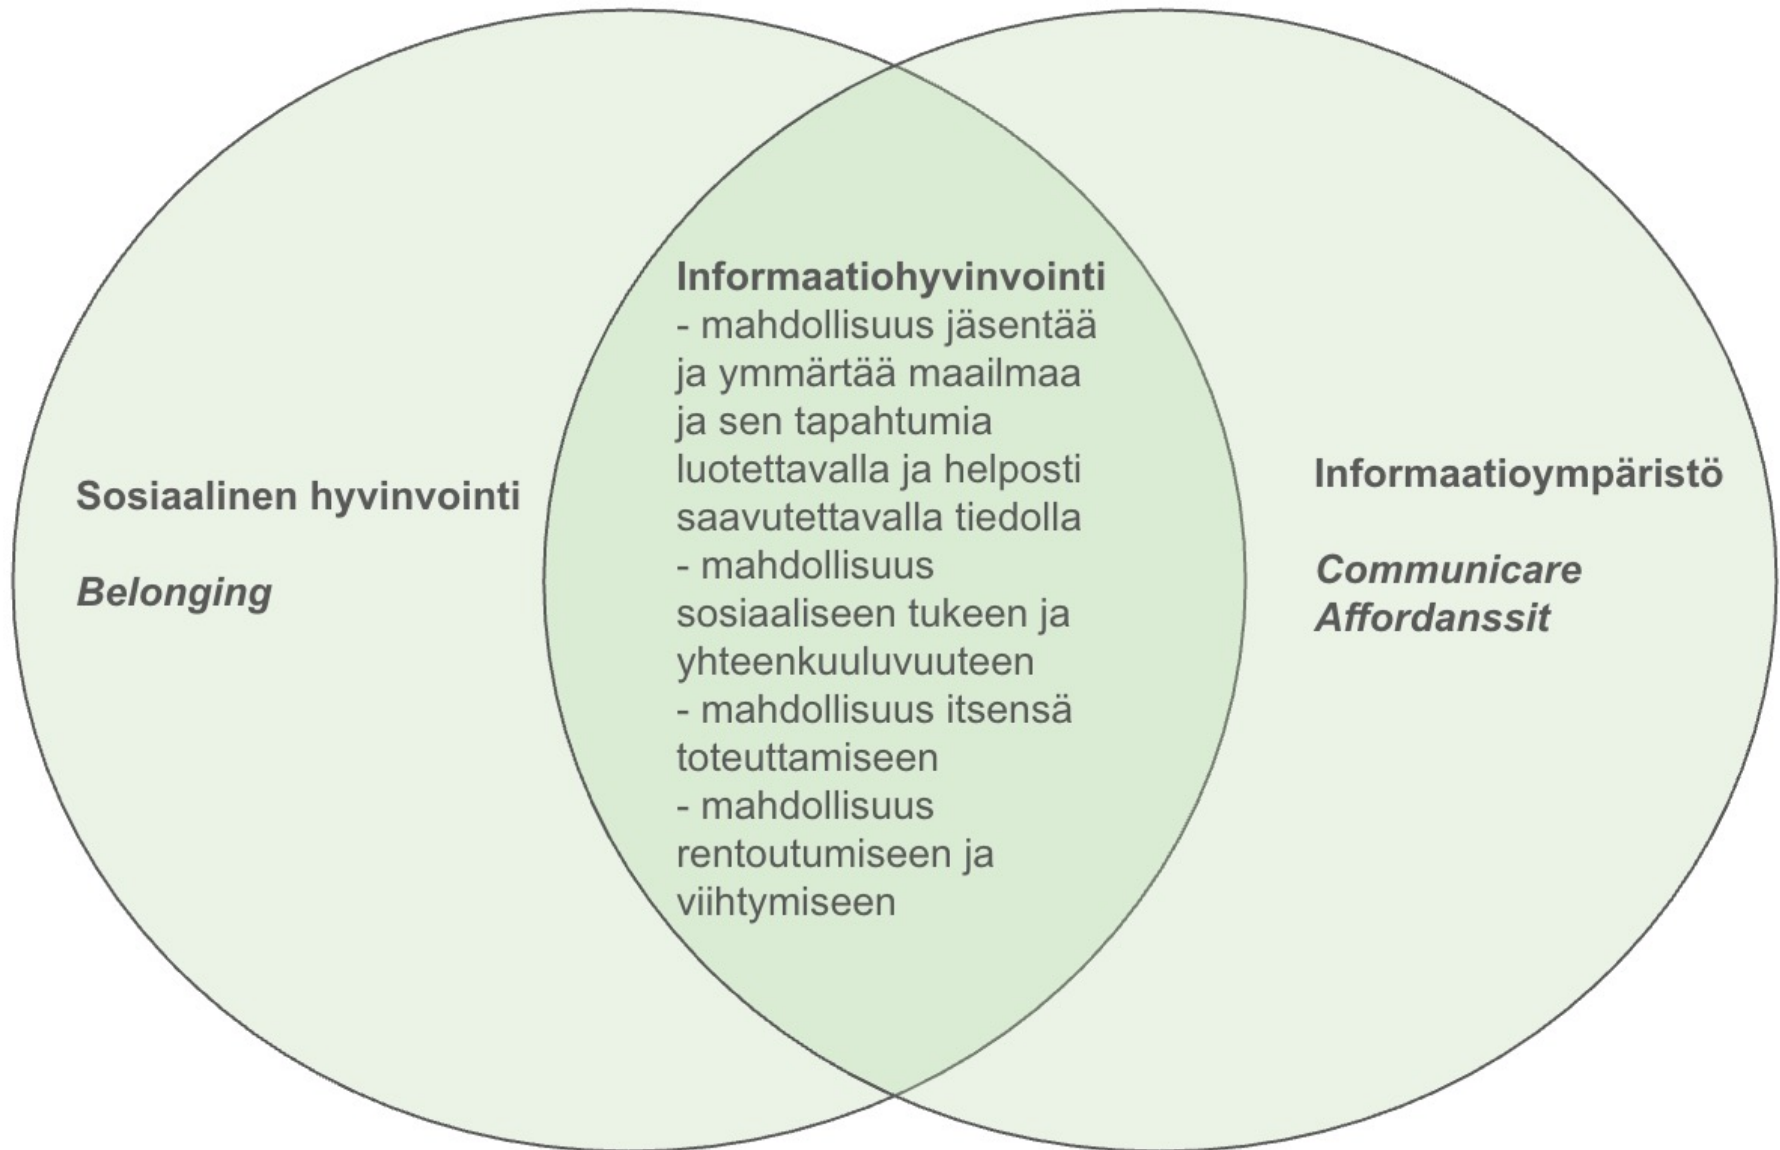 Sosiaalinen hyvinvointi
Belonging
Informaatiohyvinvointi
- mahdollisuus jäsentää
ja ymmärtää maailmaa
ja sen tapahtumia
luotettavalla ja helposti
saavutettavalla tiedolla
- mahdollisuus
sosiaaliseen tukeen ja
yhteenkuuluvuuteen
- mahdollisuus itsensä
toteuttamiseen
- mahdollisuus
rentoutumiseen ja
viihtymiseen
Informaatioympäristö
Communicare
Affordanssit